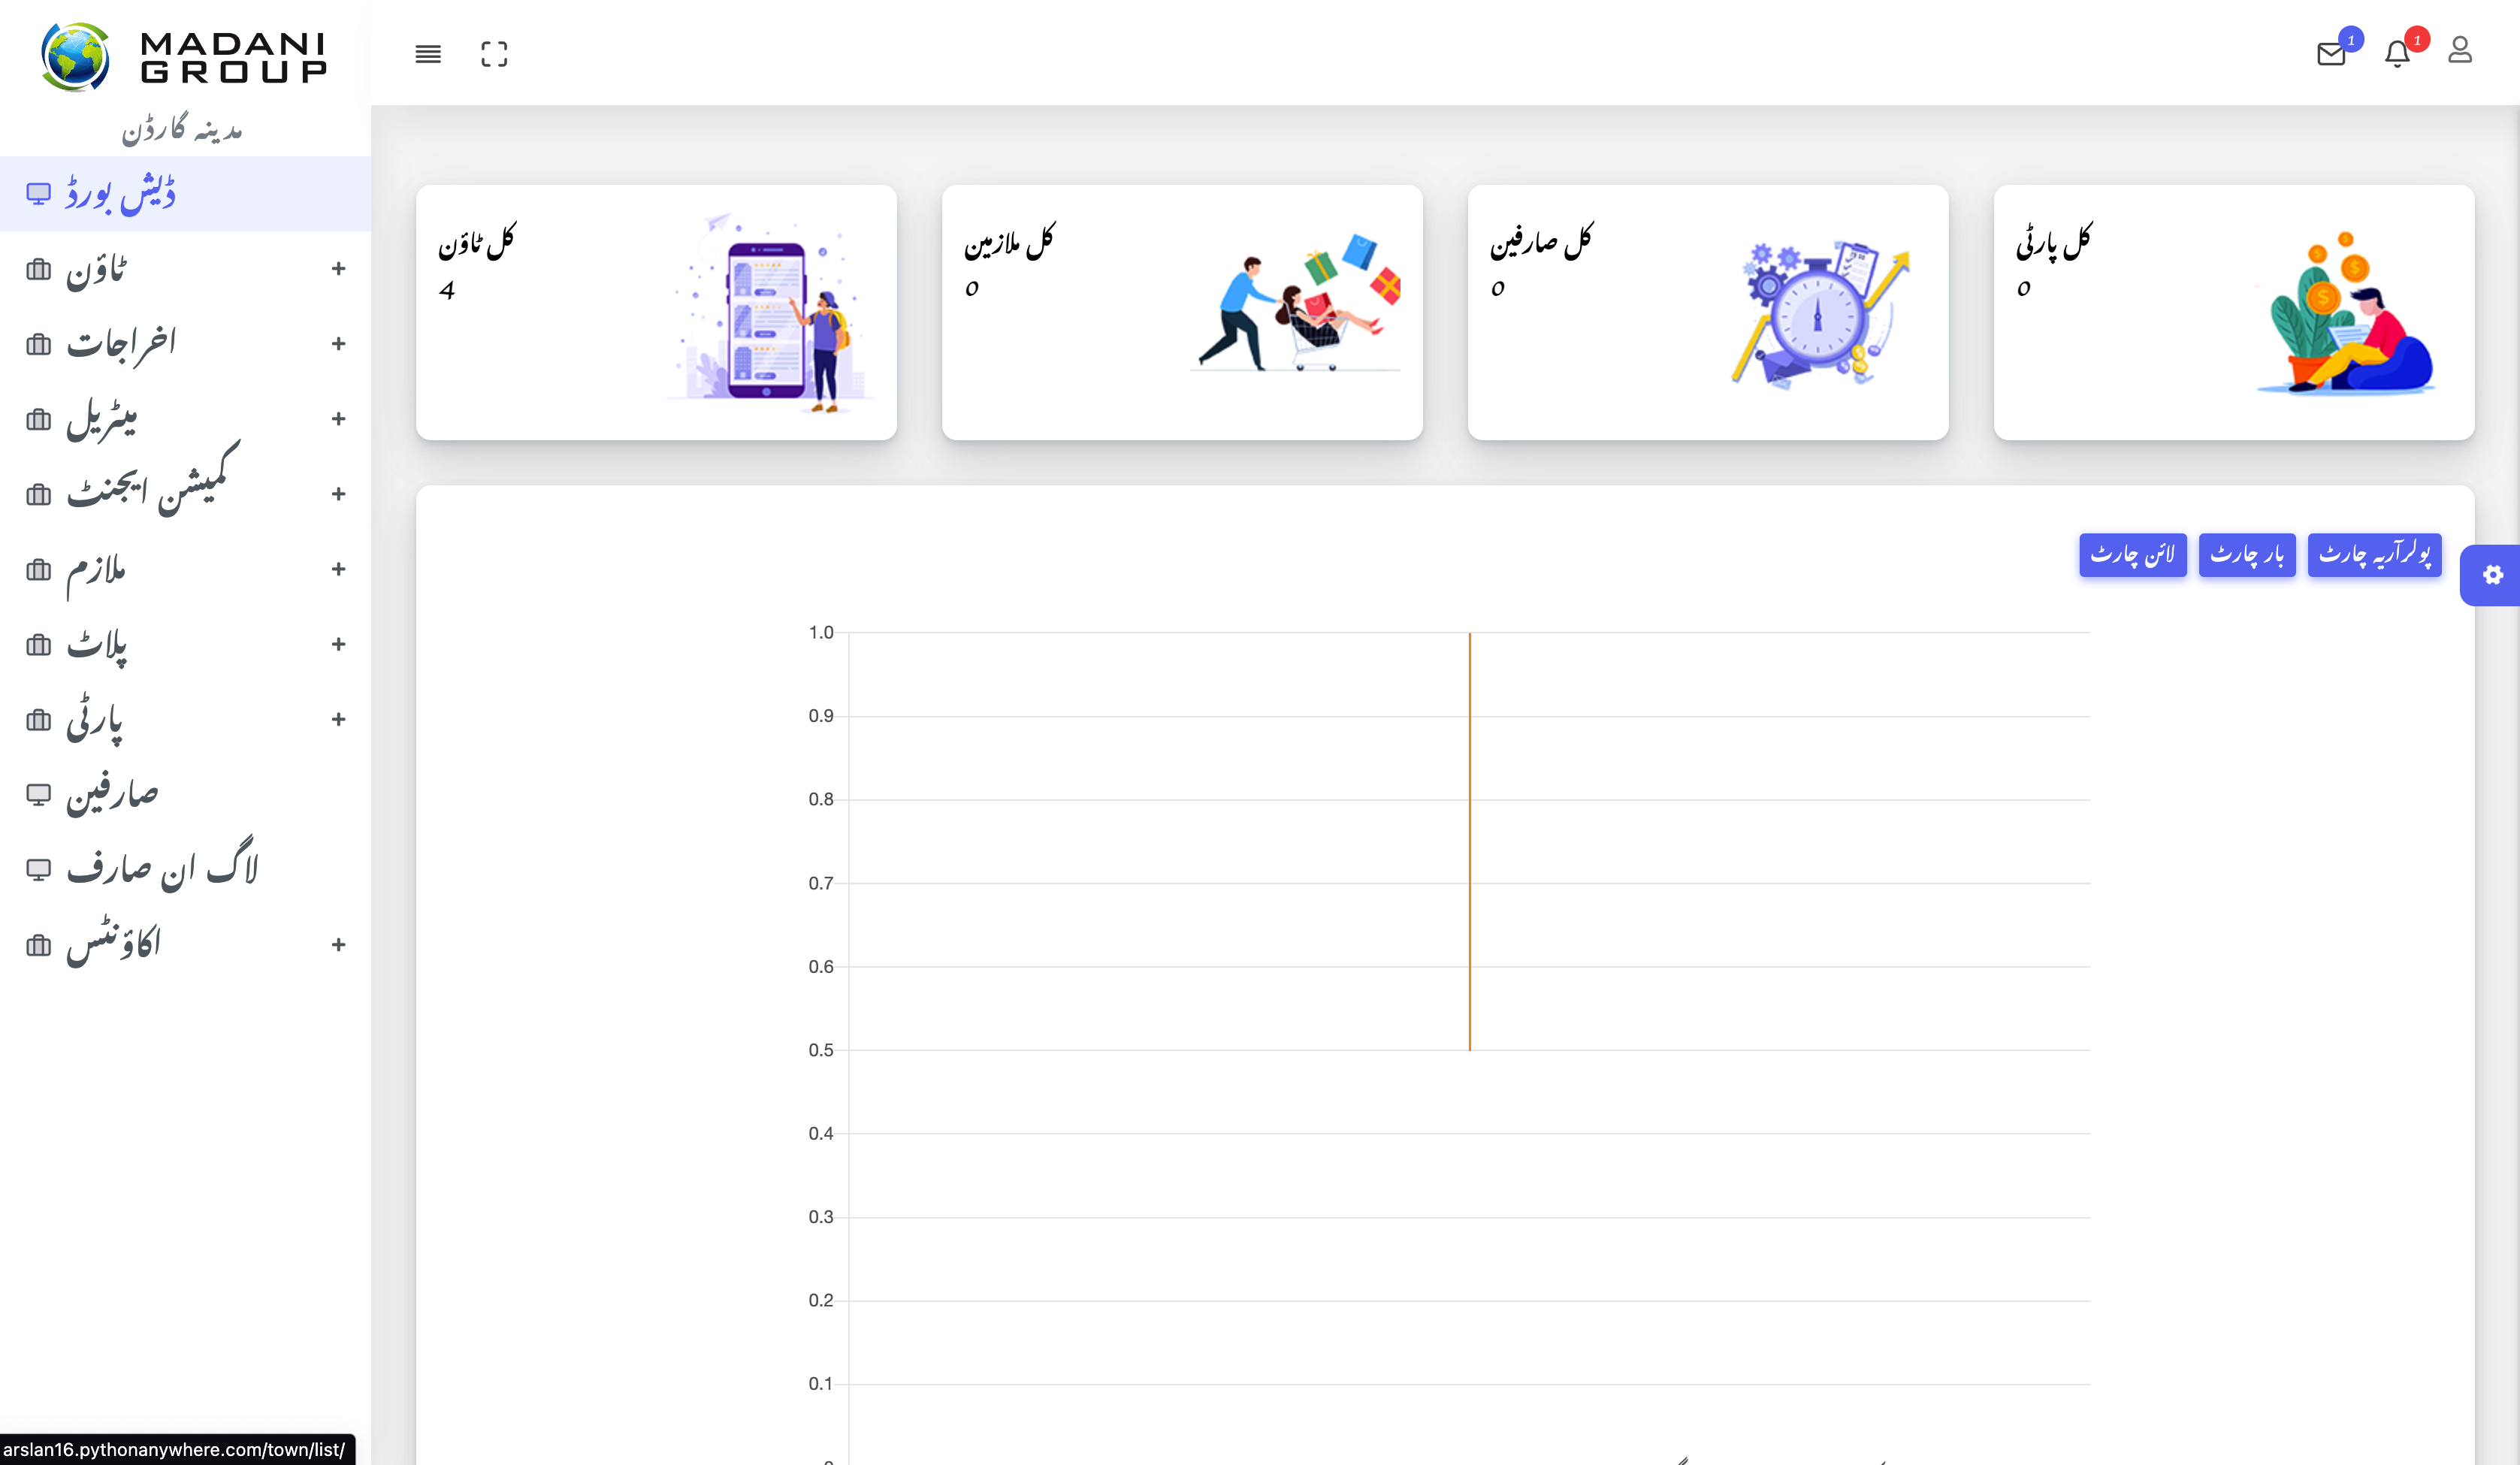 MADANI
GROUP
مدینہ گارڈن
ڈیش بورڈ
ٹاؤن
اخراجات
میٹریل
کمیشن ایجنٹ
ملازم
پلاٹ
پارٹی
صارفین
لاگ ان صارف
اکاؤنٹس
1
1
کل ٹاؤن
4
کل ملازمین
0
کل صارفین
0
کل پارٹی
0
لائن چارٹ
بار چارٹ
پولر آریہ چارٹ
1.0
0.9
0.8
0.7
0.6
0.5
0.4
0.3
0.2
0.1
arslan16.pythonanywhere.com/town/list/